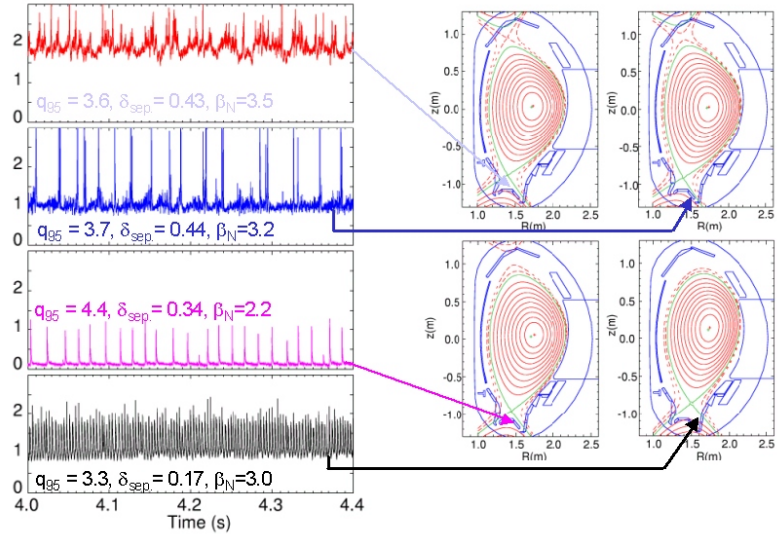 2
1
q95 = 3.6, δsep. = 0.43, βN=3.5
2
1
q95 = 3.7, δsep. = 0.44, βN=3.2
2
1
q95 = 4.4, δsep. = 0.34, βN=2.2
0
2
1
q95 = 3.3, δsep. = 0.17, βN=3.0
0
4.0 4.1 4.2 4.3 4.4
Time (s)
z(m)
1.0
0.5
0.0
-0.5
-1.0
1.0 1.5 2.0 2.5
R(m)
z(m)
1.0
0.5
0.0
-0.5
-1.0
1.0 1.5 2.0 2.5
R(m)
z(m)
1.0
0.5
0.0
-0.5
-1.0
1.0 1.5 2.0 2.5
R(m)
z(m)
1.0
0.5
0.0
-0.5
-1.0
1.0 1.5 2.0 2.5
R(m)